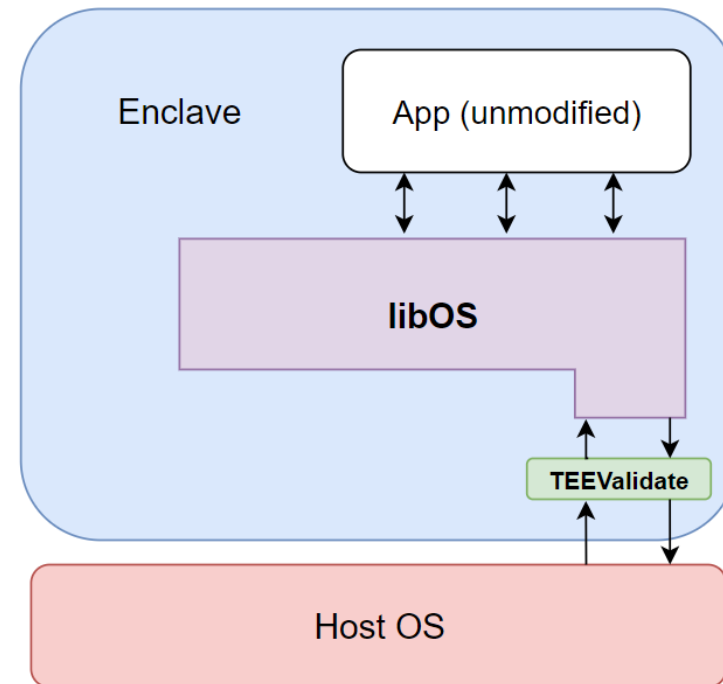 Enclave
App (unmodified)
libOS
TEEValidate
Host OS